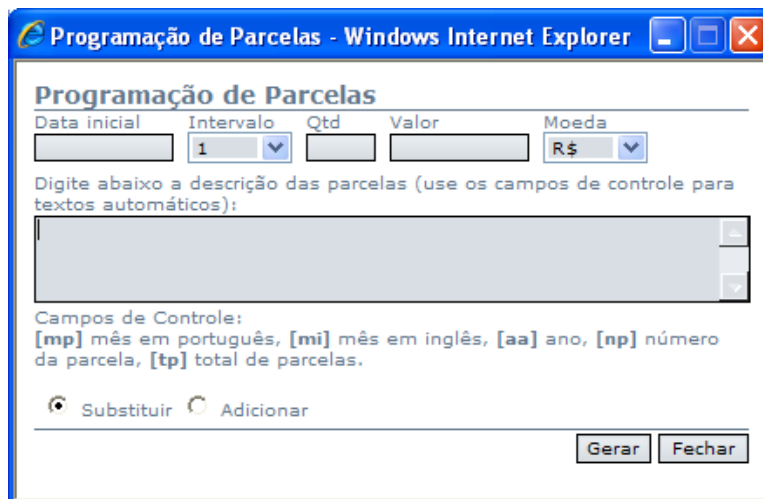 Programação de Parcelas - Windows Internet Explorer
Programação de Parcelas
Data inicial Intervalo Qtd Valor Moeda
1 R$
Digite abaixo a descrição das parcelas (use os campos de controle para
textos automáticos):
Campos de Controle:
[mp] mês em português, [mi] mês em inglês, [aa] ano, [np] número
da parcela, [tp] total de parcelas.
Substituir Adicionar
Gerar Fechar